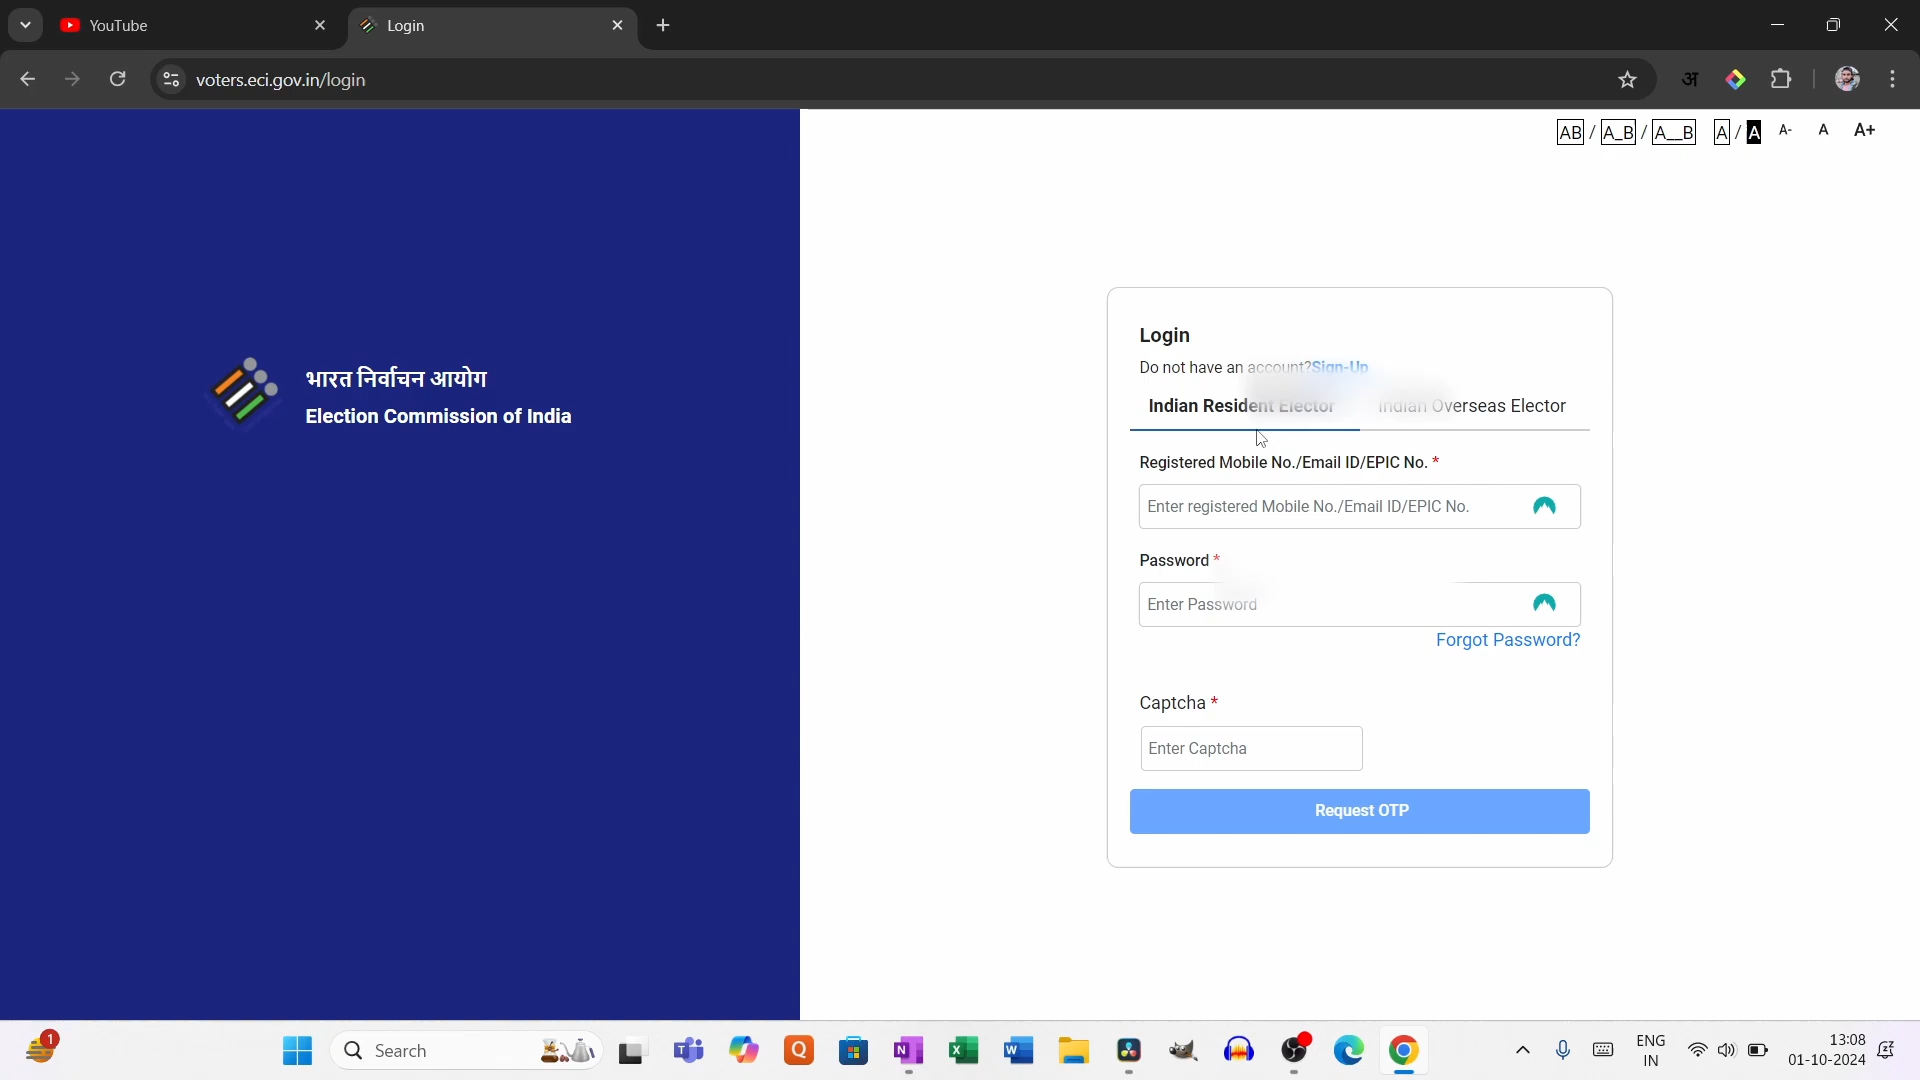 YouTube
Login
voters.eci.gov.in/login
अ
AB / A_B / A__B A / A A- A A+
भारत निर्वाचन आयोग
Election Commission of India
Login
Do not have an account?Sign-Up
Indian Resident Elector Indian Overseas Elector
Registered Mobile No./Email ID/EPIC No. *
Enter registered Mobile No./Email ID/EPIC No.
Password *
Enter Password
Forgot Password?
Captcha *
Enter Captcha
Request OTP
1
Search
ENG
IN
13:08
01-10-2024